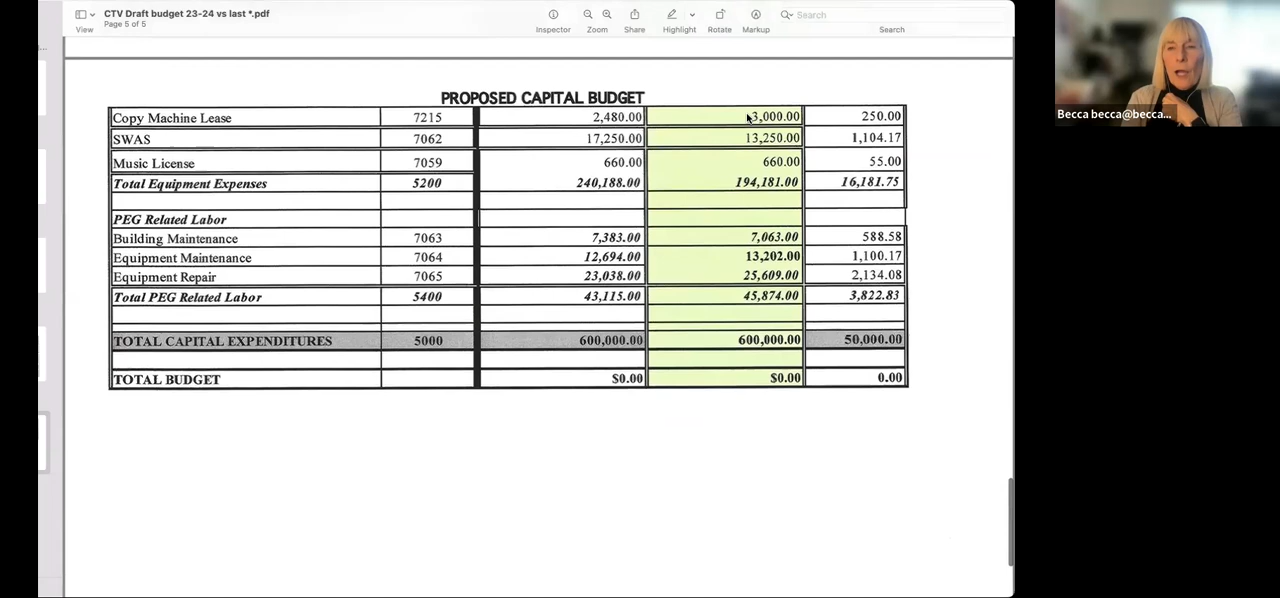 CTV Draft budget 23-24 vs last *.pdf
Page 5 of 5
View Inspector Zoom Share Highlight Rotate Markup Search
Search
PROPOSED CAPITAL BUDGET
Copy Machine Lease 7215 2,480.00 3,000.00 250.00
SWAS 7062 17,250.00 13,250.00 1,104.17
Music License 7059 660.00 660.00 55.00
Total Equipment Expenses 5200 240,188.00 194,181.00 16,181.75
PEG Related Labor
Building Maintenance 7063 7,383.00 7,063.00 588.58
Equipment Maintenance 7064 12,694.00 13,202.00 1,100.17
Equipment Repair 7065 23,038.00 25,609.00 2,134.08
Total PEG Related Labor 5400 43,115.00 45,874.00 3,822.83
TOTAL CAPITAL EXPENDITURES 5000 600,000.00 600,000.00 50,000.00
TOTAL BUDGET $0.00 $0.00 0.00
Becca becca@becca...